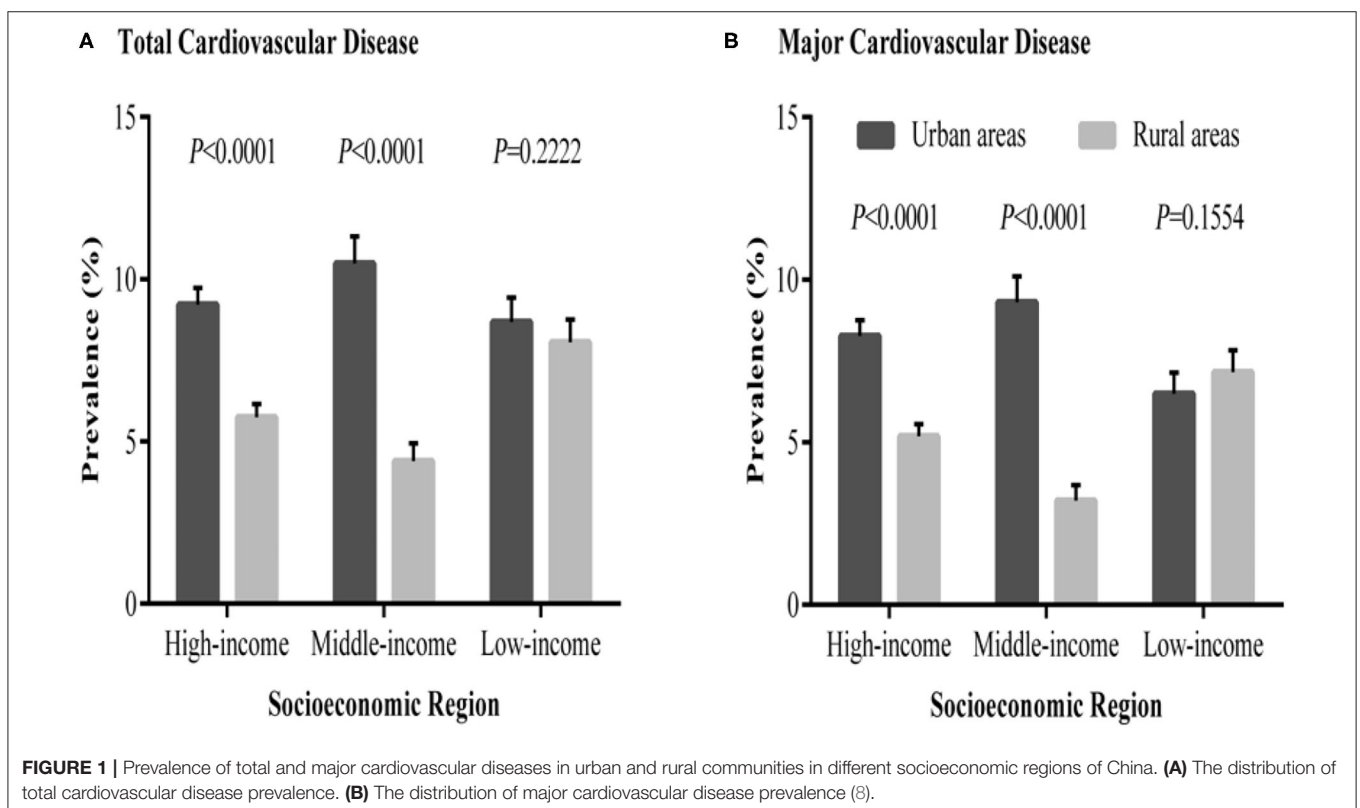 A Total Cardiovascular Disease
15
10
5
0
Prevalence (%)
P<0.0001 P<0.0001 P=0.2222
High-income Middle-income Low-income
Socioeconomic Region
B Major Cardiovascular Disease
15
10
5
0
Prevalence (%)
Urban areas Rural areas
P<0.0001 P<0.0001 P=0.1554
High-income Middle-income Low-income
Socioeconomic Region
FIGURE 1 | Prevalence of total and major cardiovascular diseases in urban and rural communities in different socioeconomic regions of China. (A) The distribution of
total cardiovascular disease prevalence. (B) The distribution of major cardiovascular disease prevalence (8).